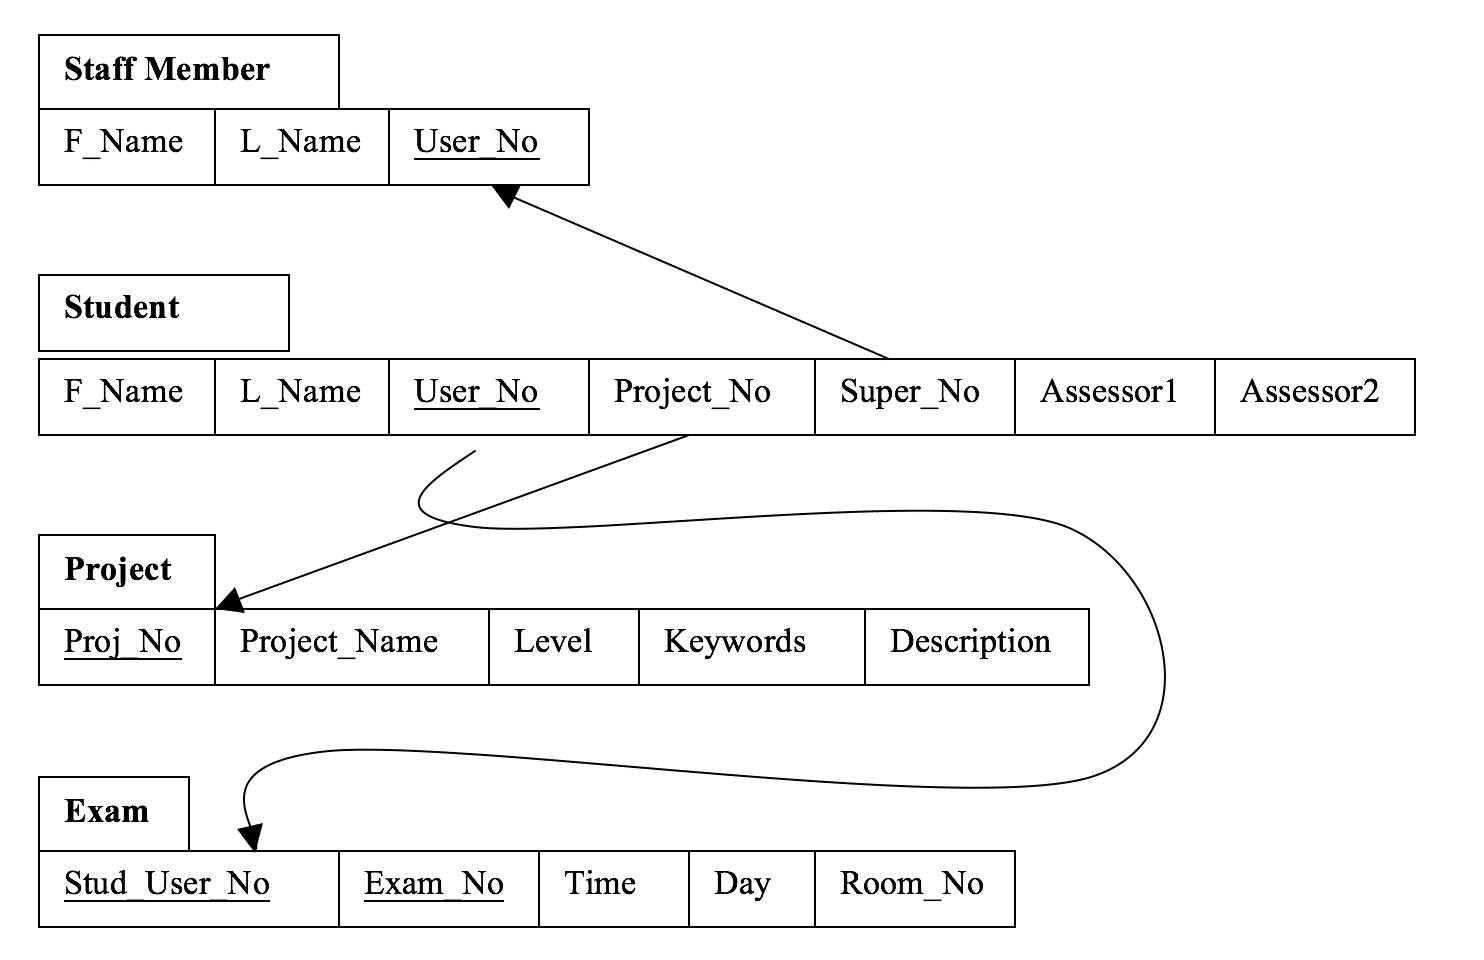 Staff Member
F_Name L_Name User_No
Student
F_Name L_Name User_No Project_No Super_No Assessor1 Assessor2
Project
Proj_No Project_Name Level Keywords Description
Exam
Stud_User_No Exam_No Time Day Room_No